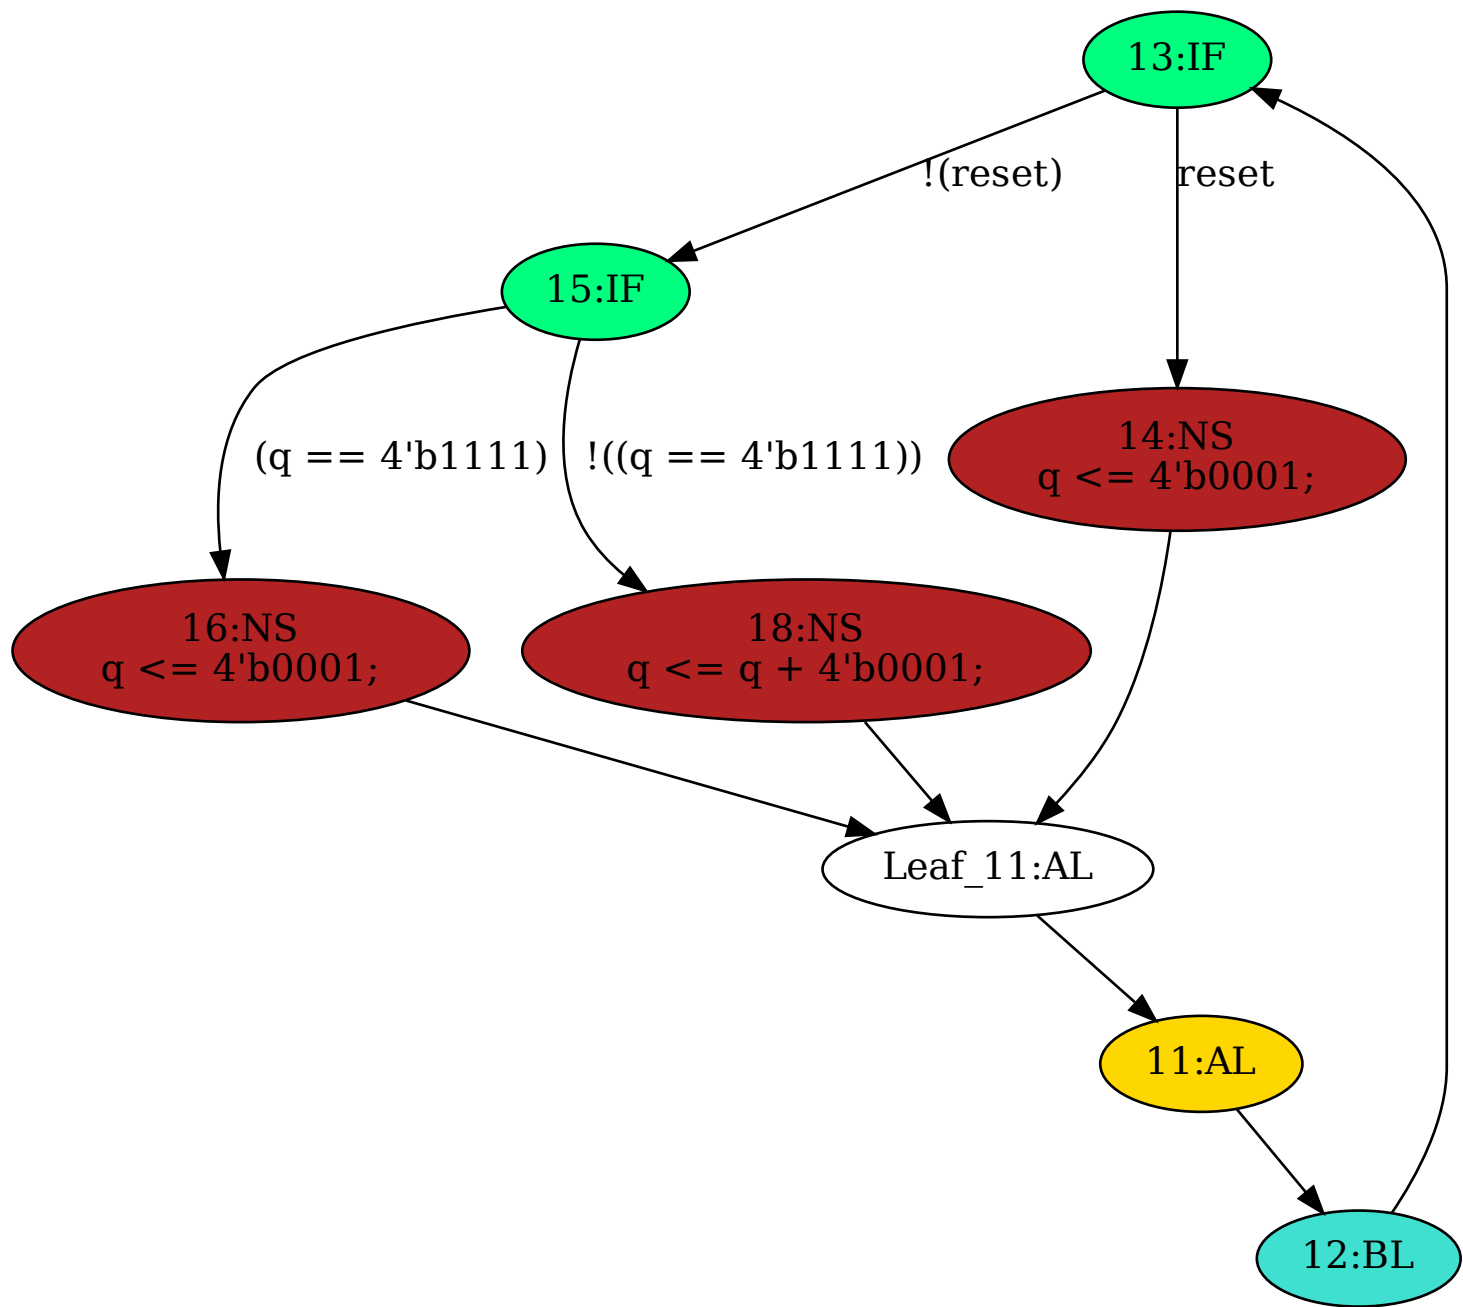 13:IF
!(reset)
reset
15:IF
(q == 4'b1111)
!((q == 4'b1111))
14:NS
q <= 4'b0001;
16:NS
q <= 4'b0001;
18:NS
q <= q + 4'b0001;
Leaf_11:AL
11:AL
12:BL